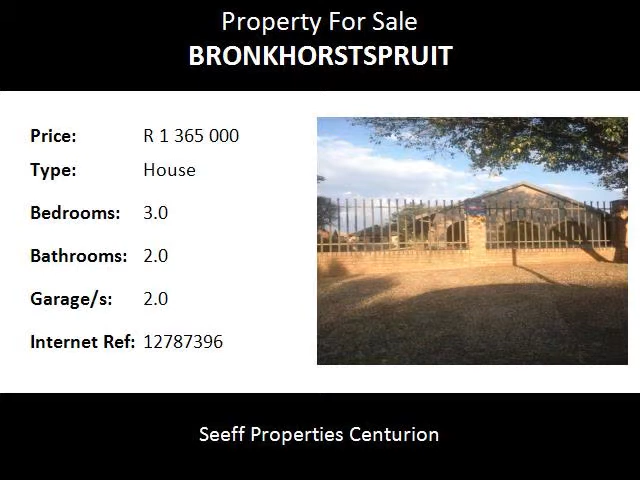 Property For Sale
BRONKHORSTSPRUIT
Price: R 1 365 000
Type: House
Bedrooms: 3.0
Bathrooms: 2.0
Garage/s: 2.0
Internet Ref: 12787396
Seeff Properties Centurion